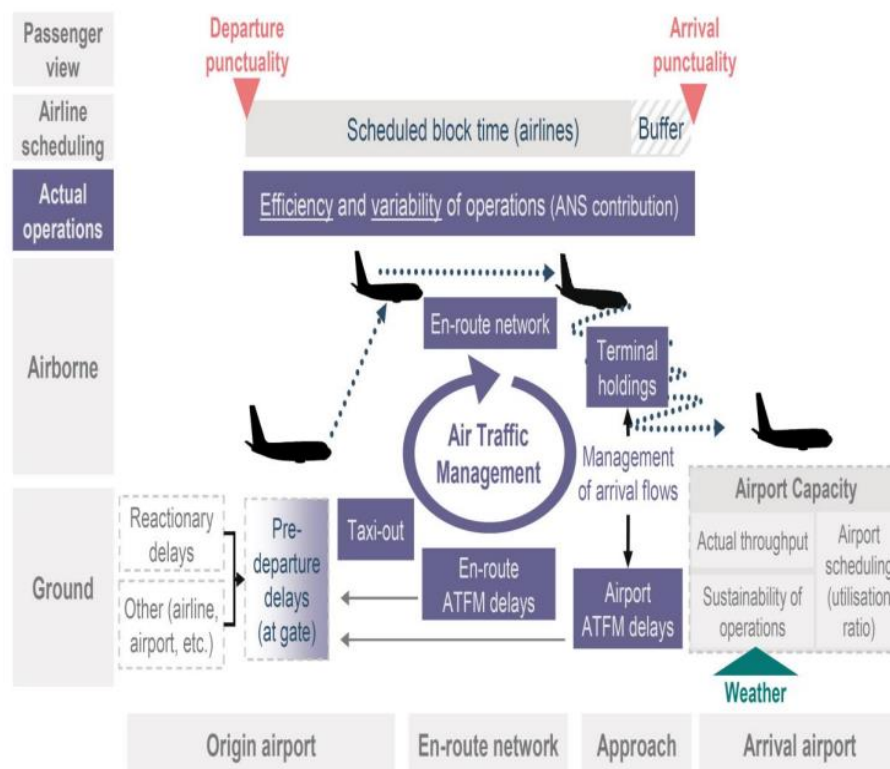 Passenger
view
Departure
punctuality
Arrival
punctuality
Airline
scheduling
Scheduled block time (airlines)
Buffer
Actual
operations
Efficiency and variability of operations (ANS contribution)
Airborne
En-route network
Terminal
holdings
Air Traffic
Management
Management
of arrival flows
Ground
Reactionary
delays
Other (airline,
airport, etc.)
Pre-
departure
delays
(at gate)
Taxi-out
En-route
ATFM delays
Airport
ATFM delays
Airport Capacity
Actual throughput
Sustainability of
operations
Airport
scheduling
(utilisation
ratio)
Weather
Origin airport
En-route network
Approach
Arrival airport